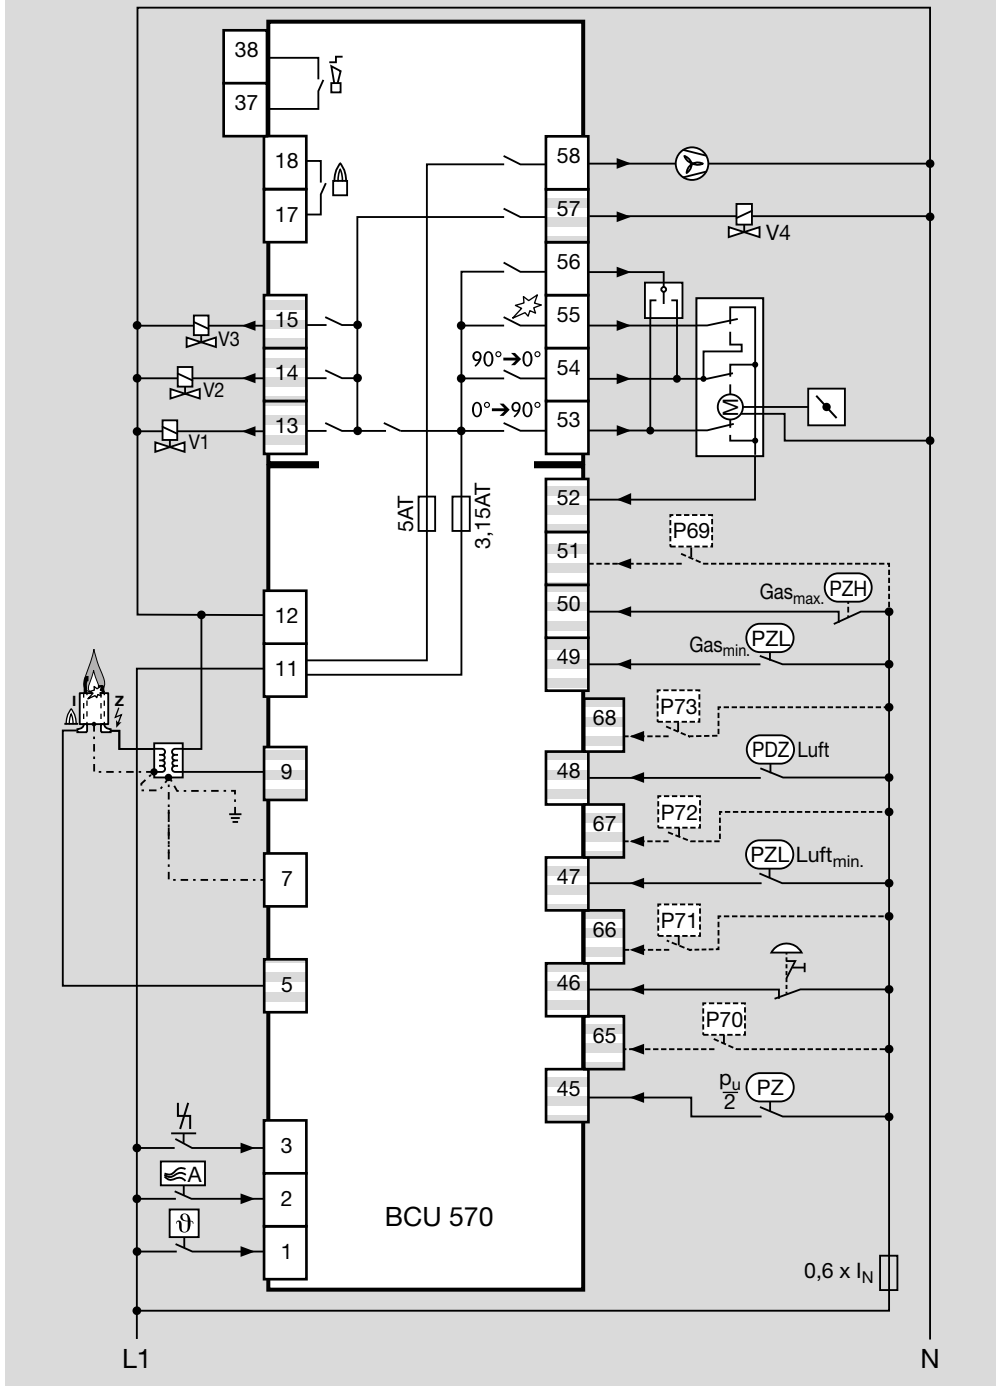 38
37
18
58
17
57
V4
56
15
55
V3
90°→0°
14
54
V2
0°→90°
M
13
53
V1
5AT
3,15AT
52
P69
51
PZH
Gasmax.
50
12
PZL
Gasmin.
49
11
I
Z
P73
68
PDZ Luft
48
9
P72
67
PZL Luftmin.
47
7
P71
66
46
5
P70
65
pu
2
PZ
45
3
A
2
BCU 570
ϑ
1
0,6 x IN
L1
N